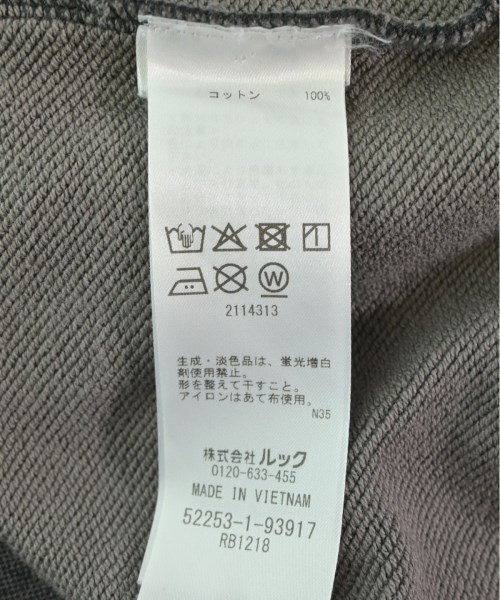 コットン 100%
W
2114313
生成・淡色品は、蛍光増白
剤使用禁止。
形を整えて干すこと。
アイロンはあて布使用。
N35
株式会社 ルック
0120-633-455
MADE IN VIETNAM
52253-1-93917
RB1218